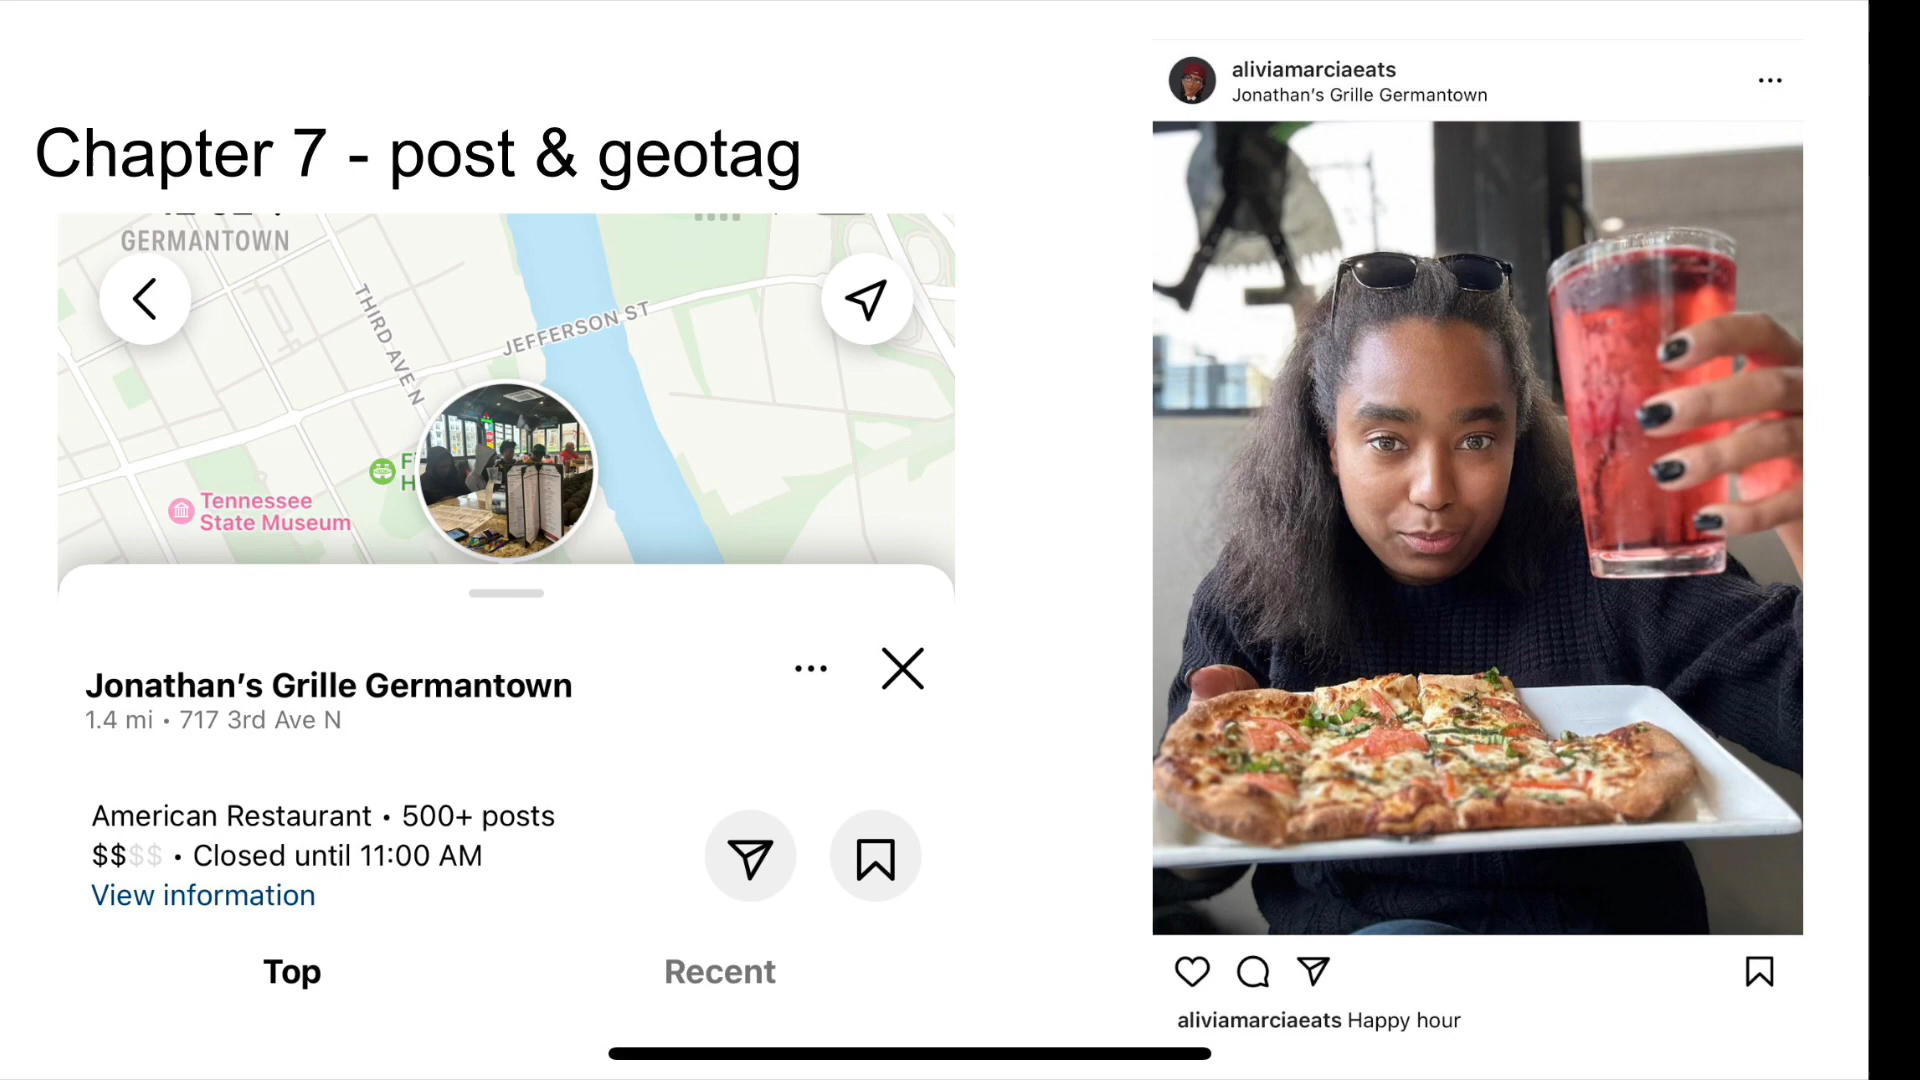 Chapter 7 - post & geotag
GERMANTOWN
THIRD AVE N
JEFFERSON ST
Tennessee
State Museum
Jonathan’s Grille Germantown
1.4 mi • 717 3rd Ave N
American Restaurant • 500+ posts
$$$$ • Closed until 11:00 AM
View information
Top
Recent
aliviamarciaeats
Jonathan’s Grille Germantown
aliviamarciaeats Happy hour